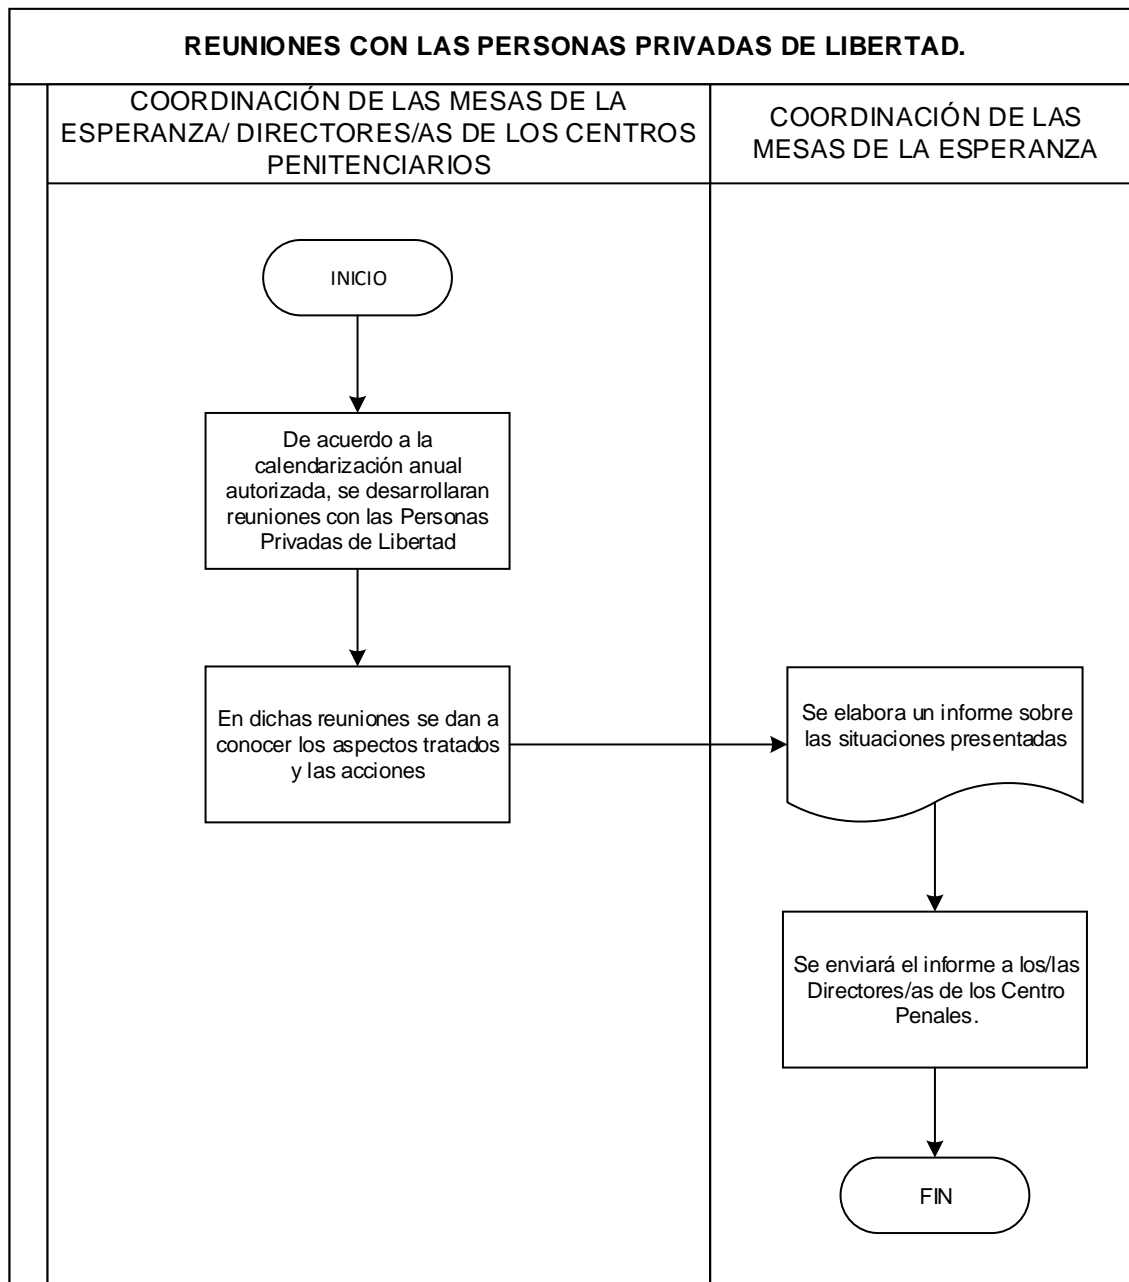 REUNIONES CON LAS PERSONAS PRIVADAS DE LIBERTAD.
COORDINACIÓN DE LAS MESAS DE LA
ESPERANZA/ DIRECTORES/AS DE LOS CENTROS
PENITENCIARIOS
COORDINACIÓN DE LAS
MESAS DE LA ESPERANZA
INICIO
De acuerdo a la
calendarización anual
autorizada, se desarrollaran
reuniones con las Personas
Privadas de Libertad
En dichas reuniones se dan a
conocer los aspectos tratados
y las acciones
Se elabora un informe sobre
las situaciones presentadas
Se enviará el informe a los/las
Directores/as de los Centro
Penales.
FIN